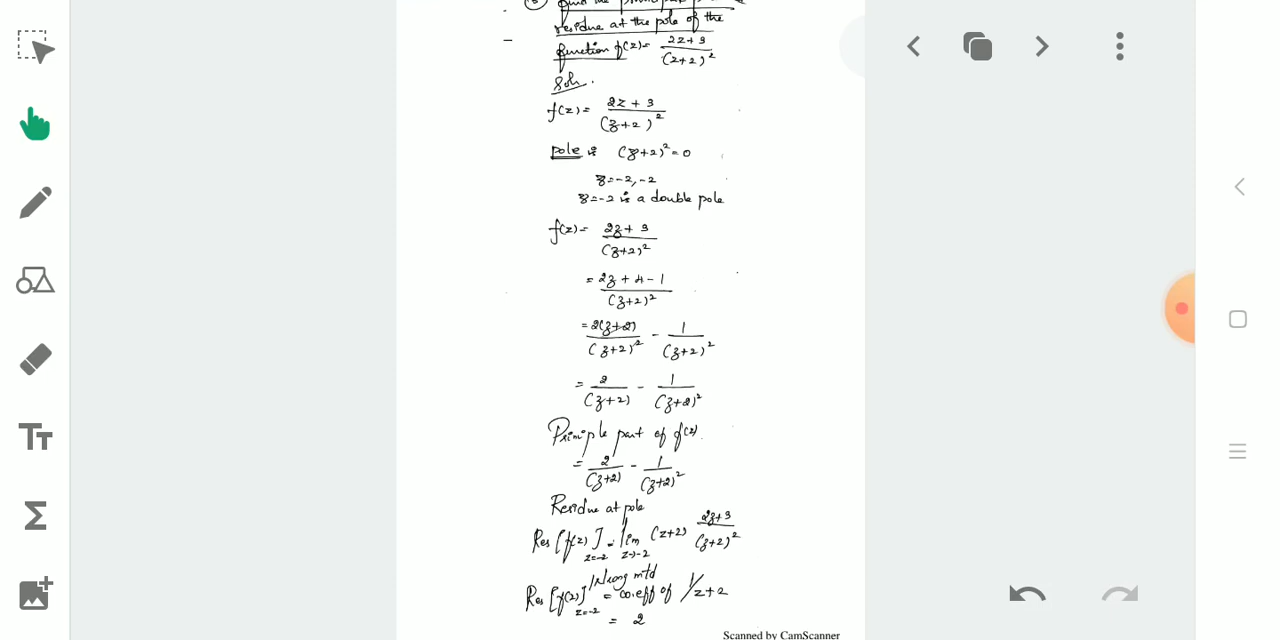 residue at the pole of the
function f(z)= 2z+3/(z+2)²
Soln.
f(z)= 2z+3/(z+2)²
pole is (z+2)²=0
z=-2,-2
z=-2 is a double pole
f(z)= 2z+3/(z+2)²
= 2z+4-1/(z+2)²
= 2(z+2)/(z+2)² - 1/(z+2)²
= 2/(z+2) - 1/(z+2)²
Principle part of f(z).
= 2/(z+2) - 1/(z+2)²
Residue at pole
Res[f(z)] z=-2 = lim z→-2 (z+2) 2z+3/(z+2)²
Wrong mtd
Res[f(z)] z=-2 = co.eff of 1/z+2
= 2
Scanned by CamScanner
TT
Σ